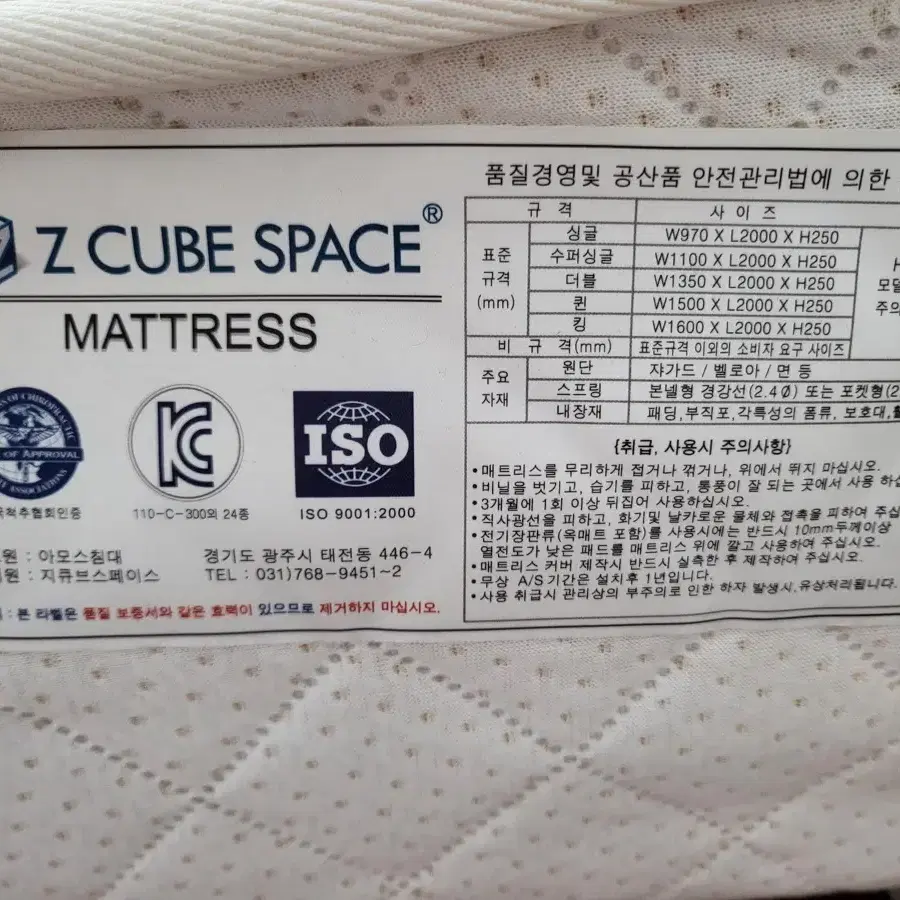 Z CUBE SPACE®
MATTRESS
OF APPROVAL
척추협회인증
110-C-300외 24종
ISO
ISO 9001:2000
원 : 아모스침대
경기도 광주시 태전동 446-4
원 : 지큐브스페이스
TEL : 031)768-9451~2
: 본 라벨은 품질 보증서와 같은 효력이 있으므로 제거하지 마십시오.
품질경영및 공산품 안전관리법에 의한
규 격 사 이 즈
표준 규격 (mm)
싱글 W970 X L2000 X H250
수퍼싱글 W1100 X L2000 X H250
더블 W1350 X L2000 X H250
퀸 W1500 X L2000 X H250
킹 W1600 X L2000 X H250
비 규 격(mm) 표준규격 이외의 소비자 요구 사이즈
모델
주의
주요 자재
원단 쟈가드 / 벨로아 / 면 등
스프링 본넬형 경강선(2.4Ø) 또는 포켓형(2
내장재 패딩,부직포,각특성의 폼류, 보호대,
{취급, 사용시 주의사항}
•매트리스를 무리하게 접거나 꺾거나, 위에서 뛰지 마십시오.
•비닐을 벗기고, 습기를 피하고, 통풍이 잘 되는 곳에서 사용 하십
•3개월에 1회 이상 뒤집어 사용하십시오.
•직사광선을 피하고, 화기및 날카로운 물체와 접촉을 피하여 주십
•전기장판류(옥매트 포함)를 사용시에는 반드시 10mm두께이상
열전도가 낮은 패드를 매트리스 위에 깔고 사용하여 주십시오.
•매트리스 커버 제작시 반드시 실측한 후 제작하여 주십시오.
•무상 A/S기간은 설치후 1년입니다.
•사용 취급시 관리상의 부주의로 인한 하자 발생시,유상처리됩니다.